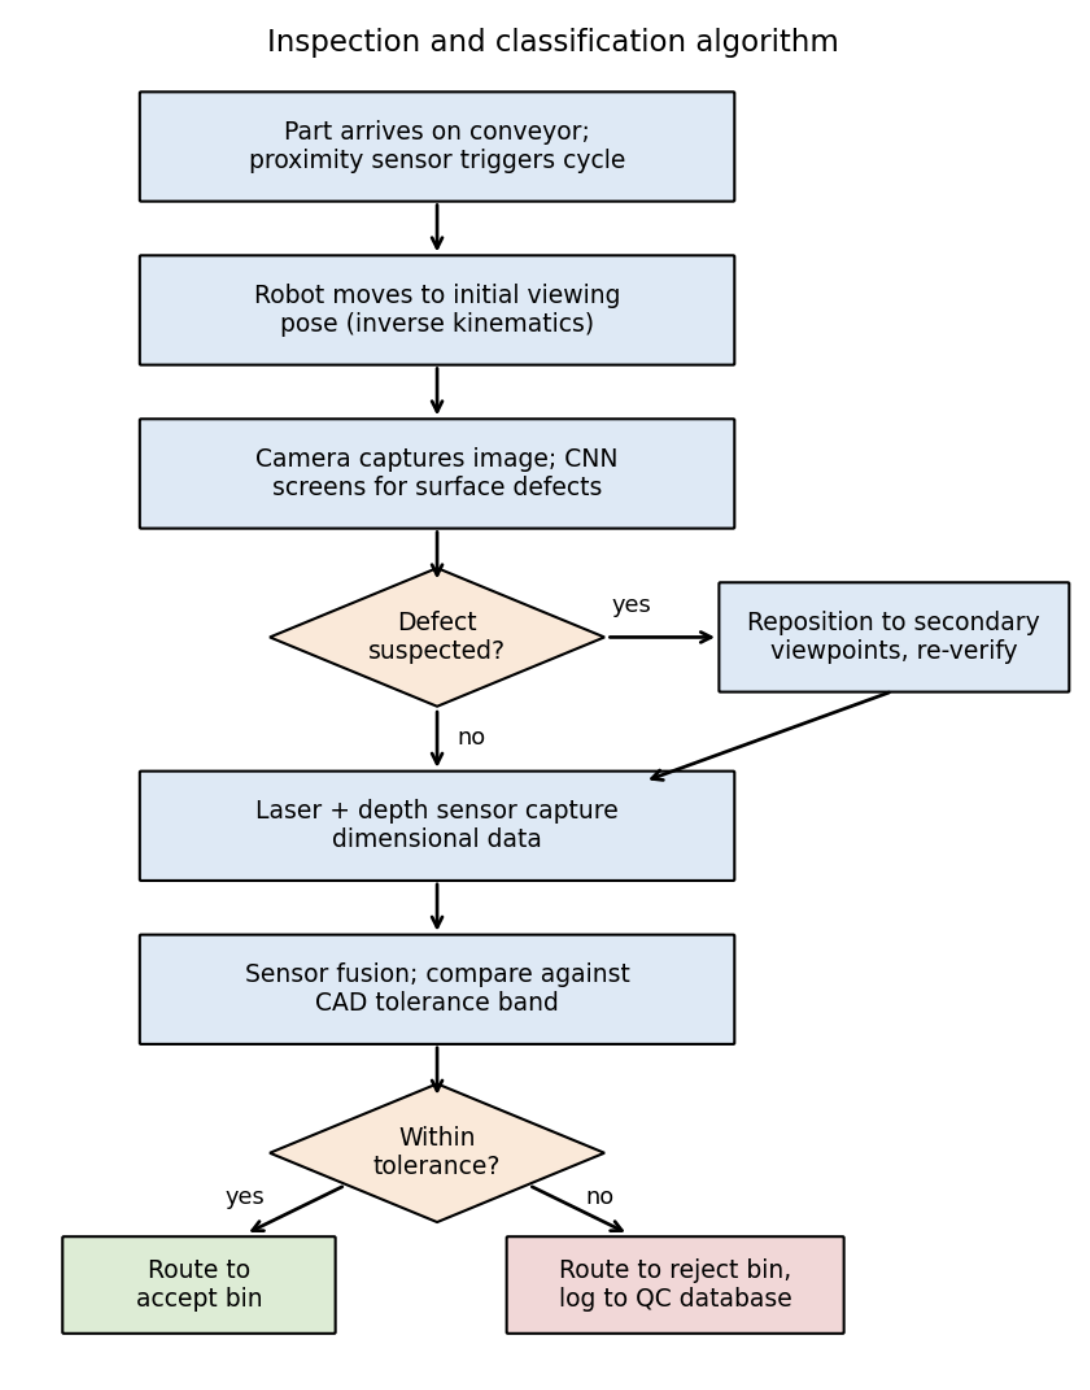 Inspection and classification algorithm
Part arrives on conveyor;
proximity sensor triggers cycle
Robot moves to initial viewing
pose (inverse kinematics)
Camera captures image; CNN
screens for surface defects
Defect
suspected?
yes
Reposition to secondary
viewpoints, re-verify
no
Laser + depth sensor capture
dimensional data
Sensor fusion; compare against
CAD tolerance band
Within
tolerance?
yes
no
Route to
accept bin
Route to reject bin,
log to QC database